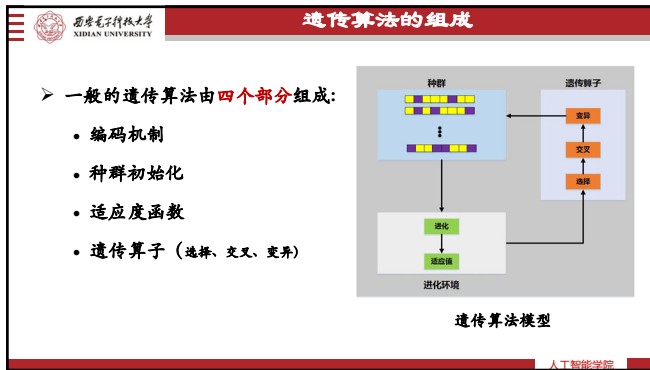 西安电子科技大学
XIDIAN UNIVERSITY
遗传算法的组成
➢ 一般的遗传算法由四个部分组成:
• 编码机制
• 种群初始化
• 适应度函数
• 遗传算子（选择、交叉、变异）
种群
遗传算子
变异
交叉
选择
进化
适应值
进化环境
遗传算法模型
人工智能学院